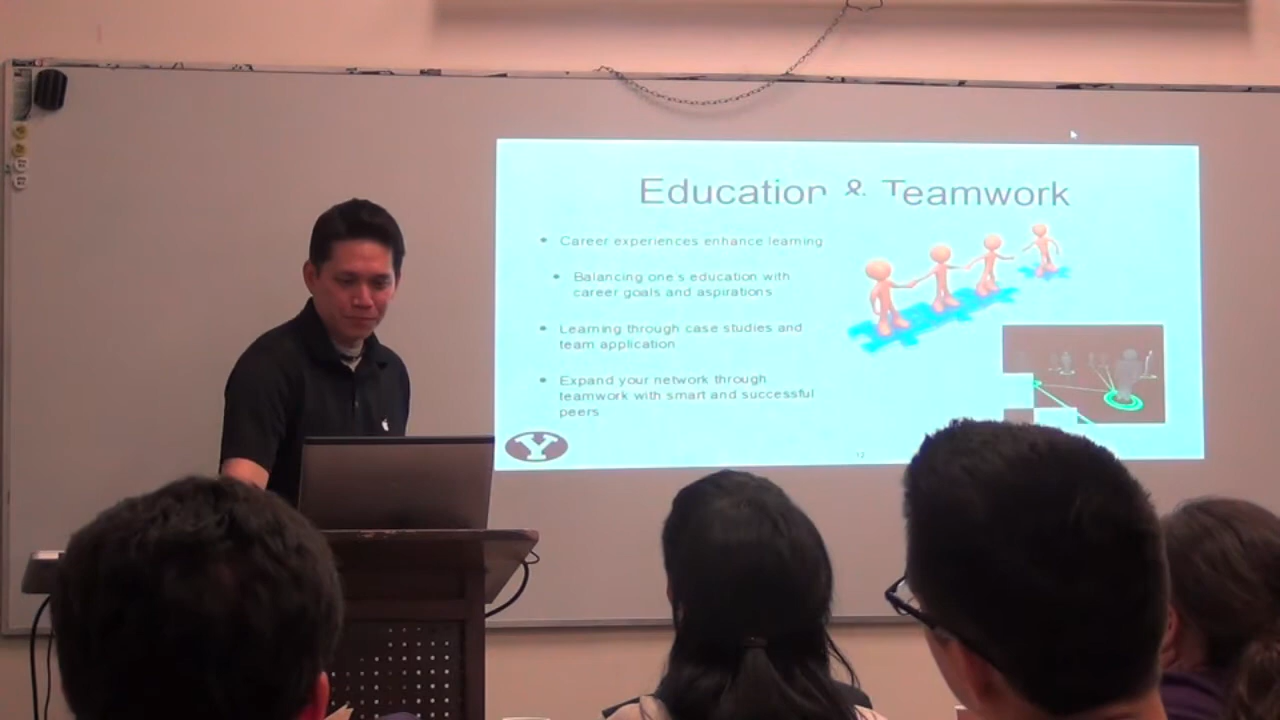 Education & Teamwork
Career experiences enhance learning
Balancing one's education with
career goals and aspirations
Learning through case studies and
team application
Expand your network through
teamwork with smart and successful
peers
Y
12